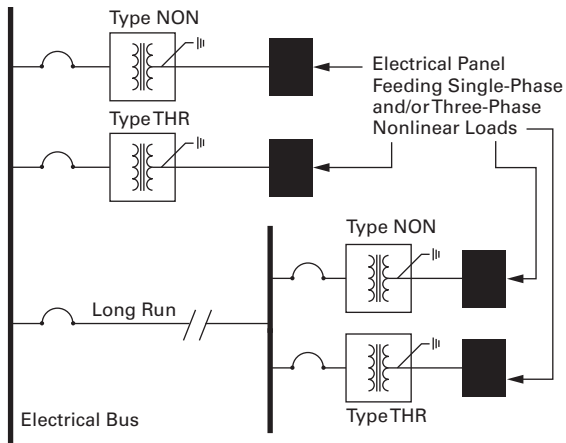 Type NON
Type THR
Electrical Panel
Feeding Single-Phase
and/or Three-Phase
Nonlinear Loads
Type NON
Long Run
Type THR
Electrical Bus